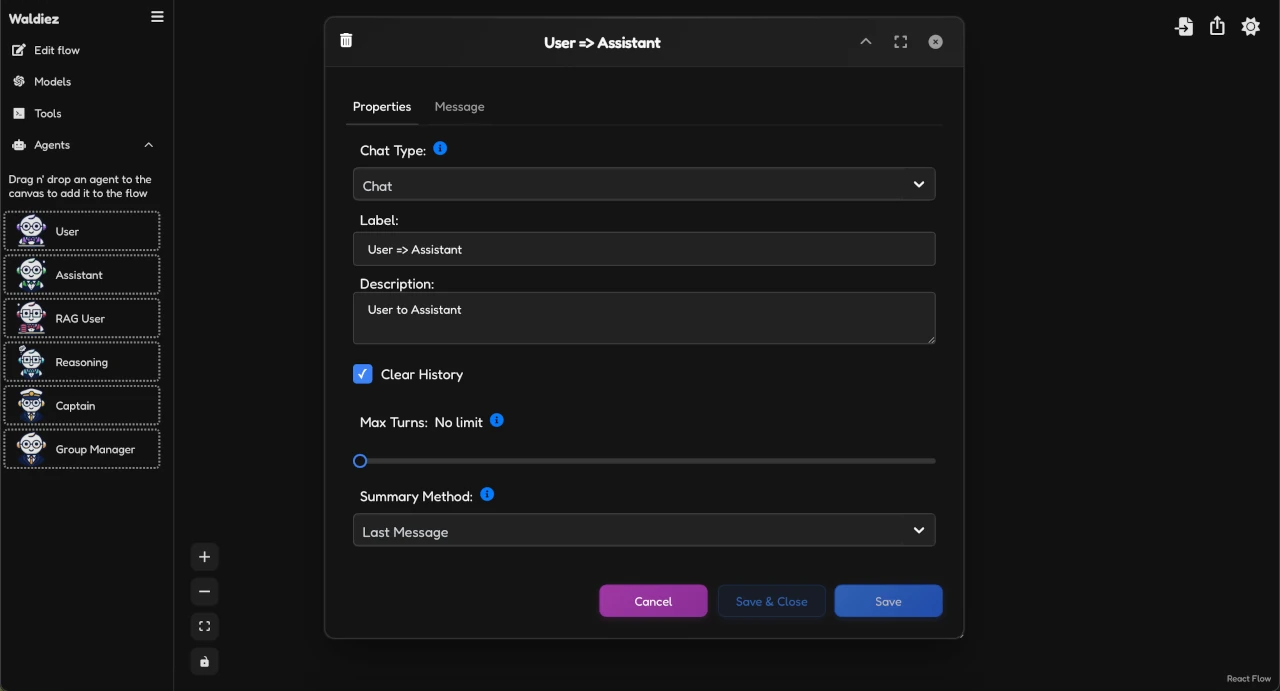 Waldiez
Edit flow
Models
Tools
Agents
Drag n' drop an agent to the
canvas to add it to the flow
User
Assistant
RAG User
Reasoning
Captain
Group Manager
User => Assistant
Properties
Message
Chat Type:
Chat
Label:
User => Assistant
Description:
User to Assistant
Clear History
Max Turns: No limit
Summary Method:
Last Message
Cancel
Save & Close
Save
React Flow